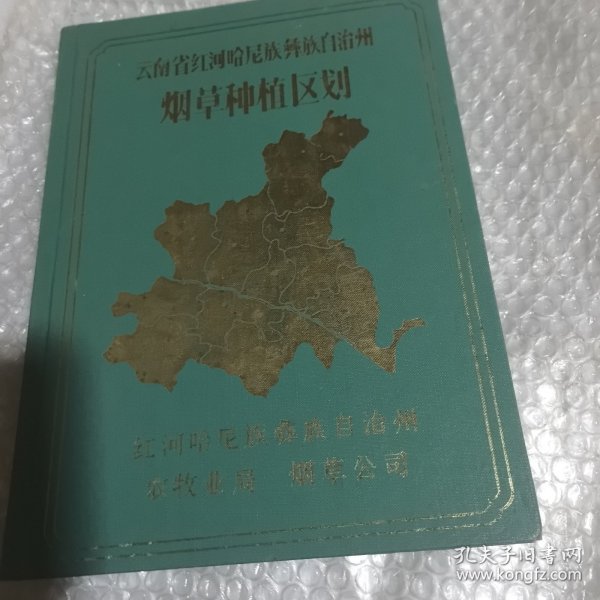 云南省红河哈尼族彝族自治州
烟草种植区划
红河哈尼族彝族自治州
农牧业局 烟草公司
孔夫子旧书网
www.kongfz.com